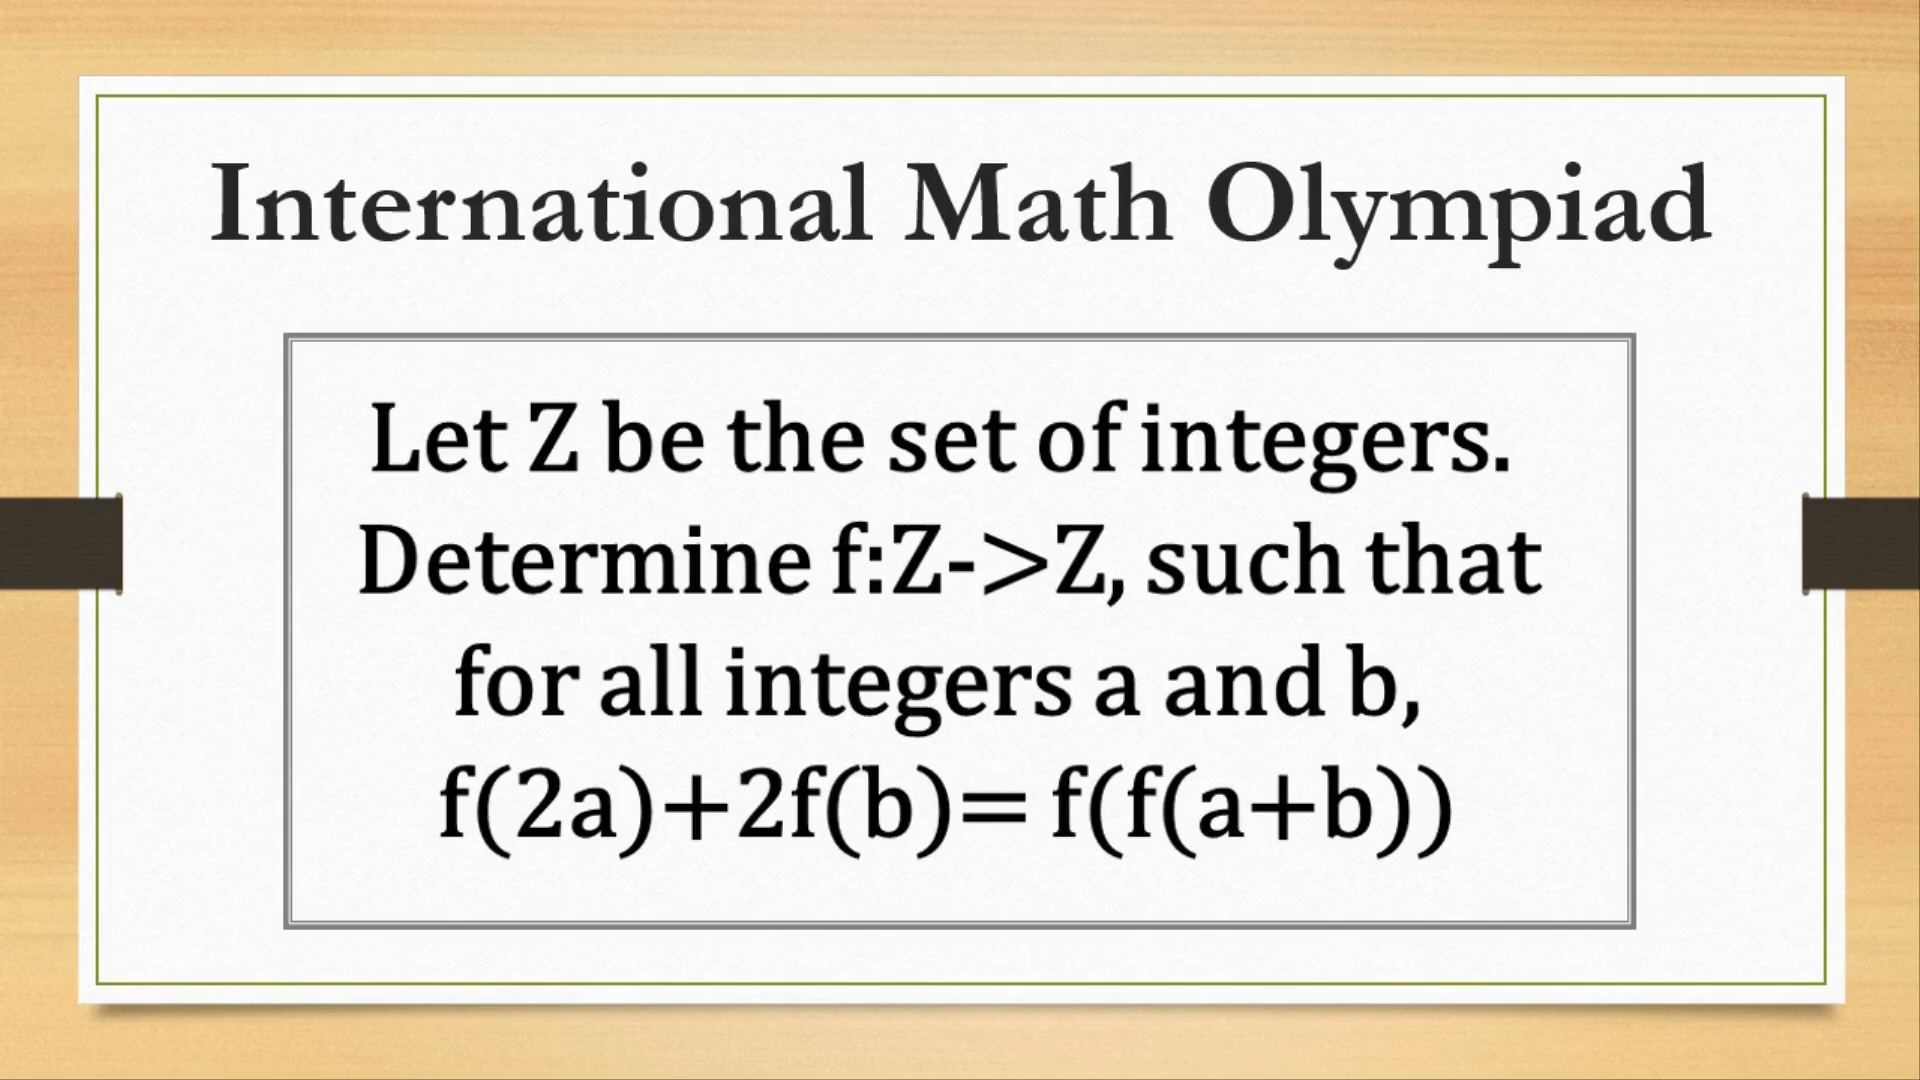 International Math Olympiad
Let Z be the set of integers.
Determine f:Z->Z, such that
for all integers a and b,
f(2a)+2f(b)= f(f(a+b))